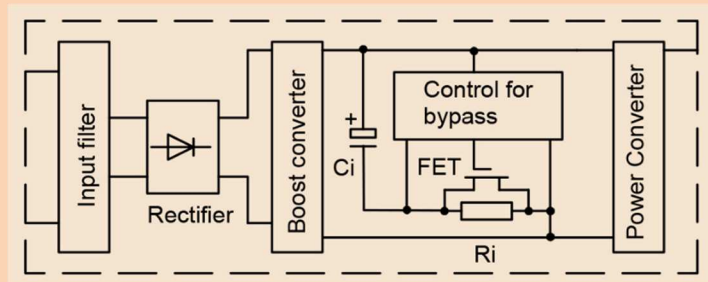 Input filter
Rectifier
Boost converter
+
Ci
Control for
bypass
FET
Ri
Power Converter